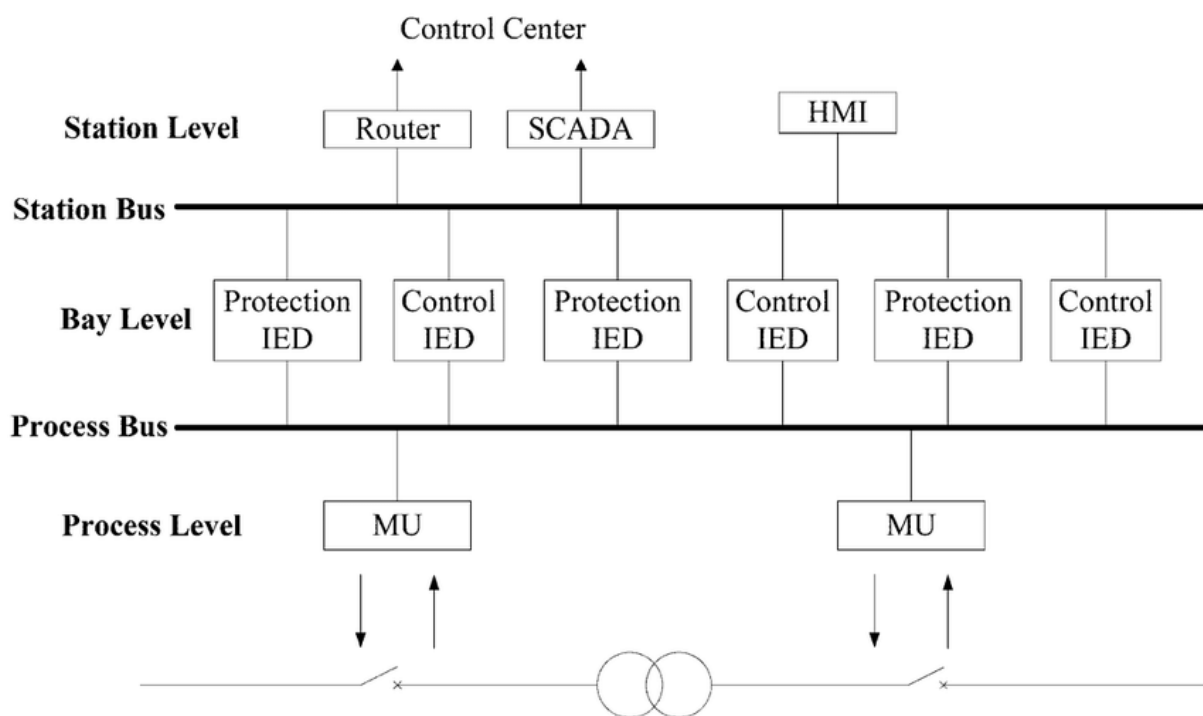 Control Center
Station Level
Router
SCADA
HMI
Station Bus
Bay Level
Protection
IED
Control
IED
Protection
IED
Control
IED
Protection
IED
Control
IED
Process Bus
Process Level
MU
MU